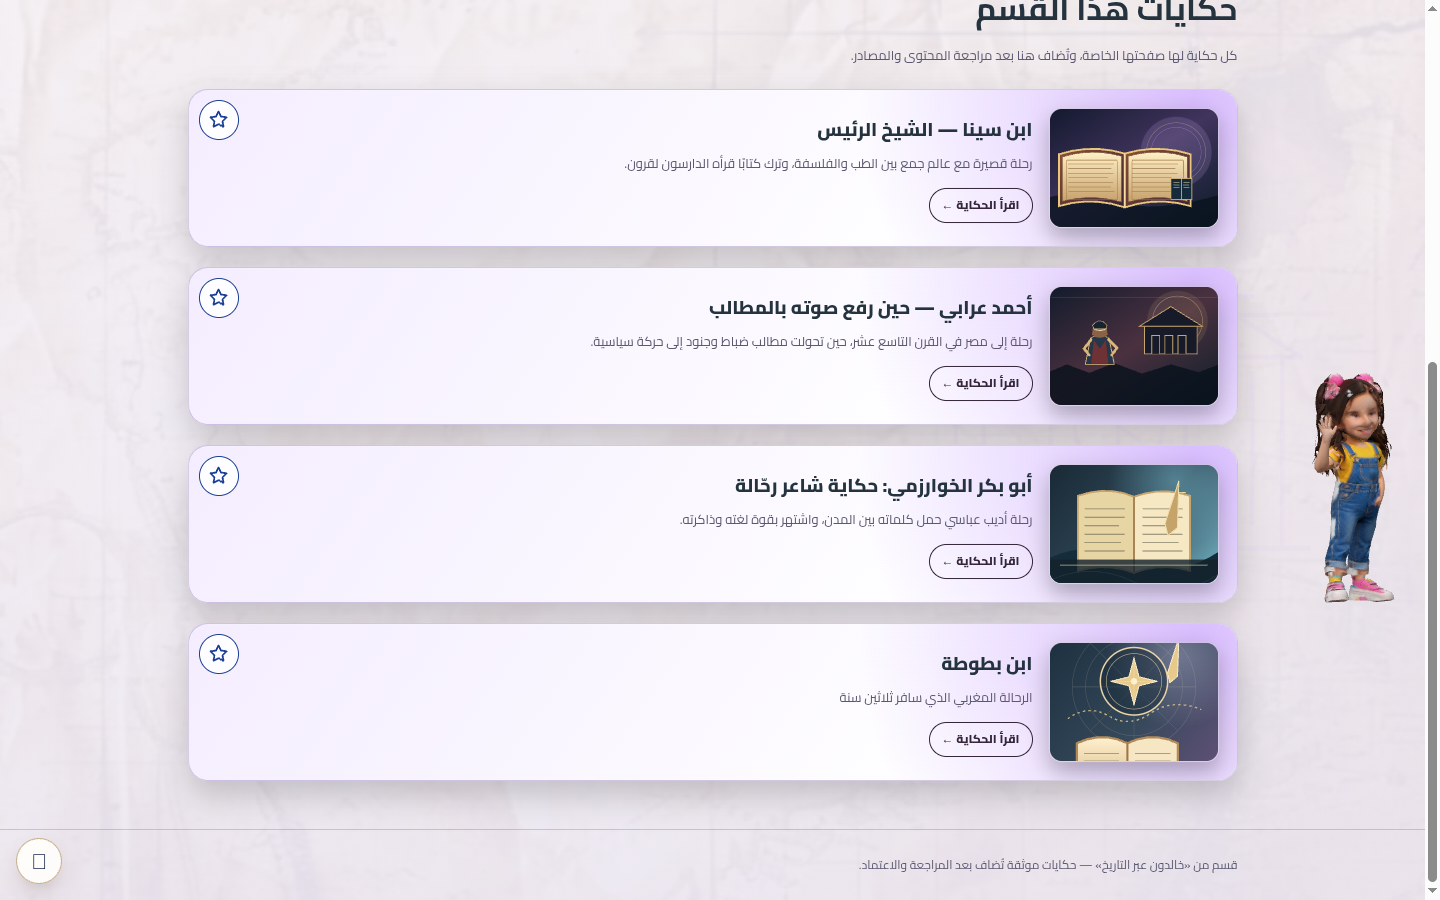 حكايات هذا القسم
كل حكاية لها صفحتها الخاصة، وتُضاف هنا بعد مراجعة المحتوى والمصادر.
ابن سينا — الشيخ الرئيس
رحلة قصيرة مع عالم جمع بين الطب والفلسفة، وترك كتابًا قرأه الدارسون لقرون.
اقرأ الحكاية ←
أحمد عرابي — حين رفع صوته بالمطالب
رحلة إلى مصر في القرن التاسع عشر، حين تحولت مطالب ضباط وجنود إلى حركة سياسية.
اقرأ الحكاية ←
أبو بكر الخوارزمي: حكاية شاعر رحّالة
رحلة أديب عباسي حمل كلماته بين المدن، واشتهر بقوة لغته وذاكرته.
اقرأ الحكاية ←
ابن بطوطة
الرحالة المغربي الذي سافر ثلاثين سنة
اقرأ الحكاية ←
قسم من «خالدون عبر التاريخ» — حكايات موثقة تُضاف بعد المراجعة والاعتماد.